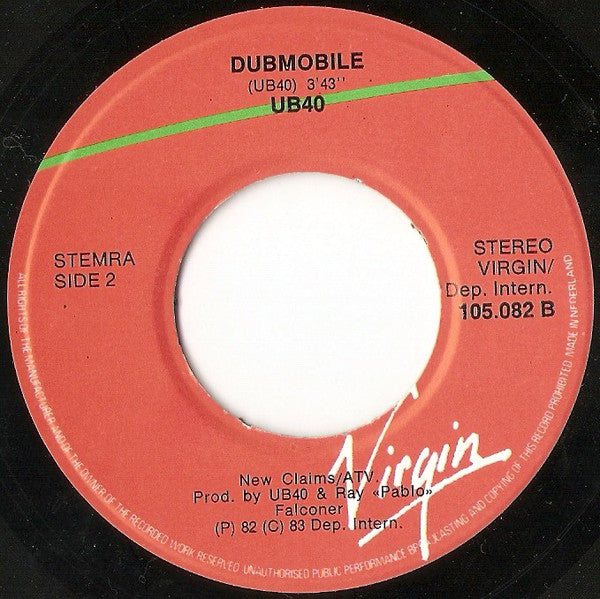 DUBMOBILE
(UB40) 3'43''
UB40
STEMRA
SIDE 2
STEREO
VIRGIN/
Dep. Intern.
105.082 B
New Claims/ATV.
Prod. by UB40 & Ray «Pablo»
Falconer
(P) 82 (C) 83 Dep. Intern.
Virgin
ALL RIGHTS OF THE MANUFACTURER AND OF THE OWNER OF THE RECORDED WORK RESERVED. UNAUTHORISED PUBLIC PERFORMANCE BROADCASTING AND COPYING OF THIS RECORD PROHIBITED. MADE IN NEDERLAND